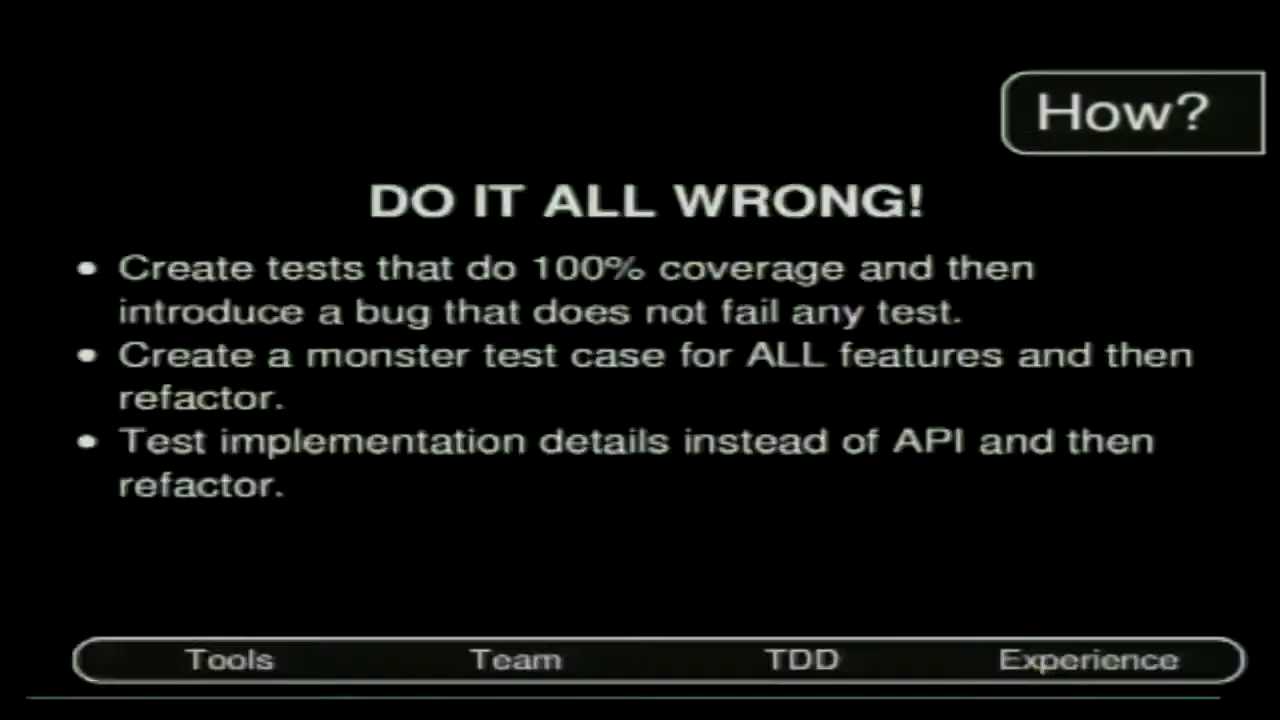 How?
DO IT ALL WRONG!
• Create tests that do 100% coverage and then
introduce a bug that does not fail any test.
• Create a monster test case for ALL features and then
refactor.
• Test implementation details instead of API and then
refactor.
Tools Team TDD Experience